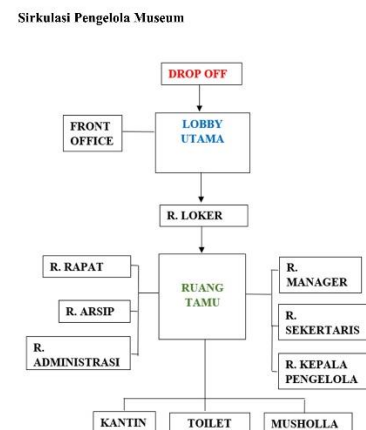 Sirkulasi Pengelola Museum
DROP OFF
FRONT
OFFICE
LOBBY
UTAMA
R. LOKER
R. RAPAT
R. ARSIP
R.
ADMINISTRASI
RUANG
TAMU
R.
MANAGER
R.
SEKERTARIS
R. KEPALA
PENGELOLA
KANTIN
TOILET
MUSHOLLA